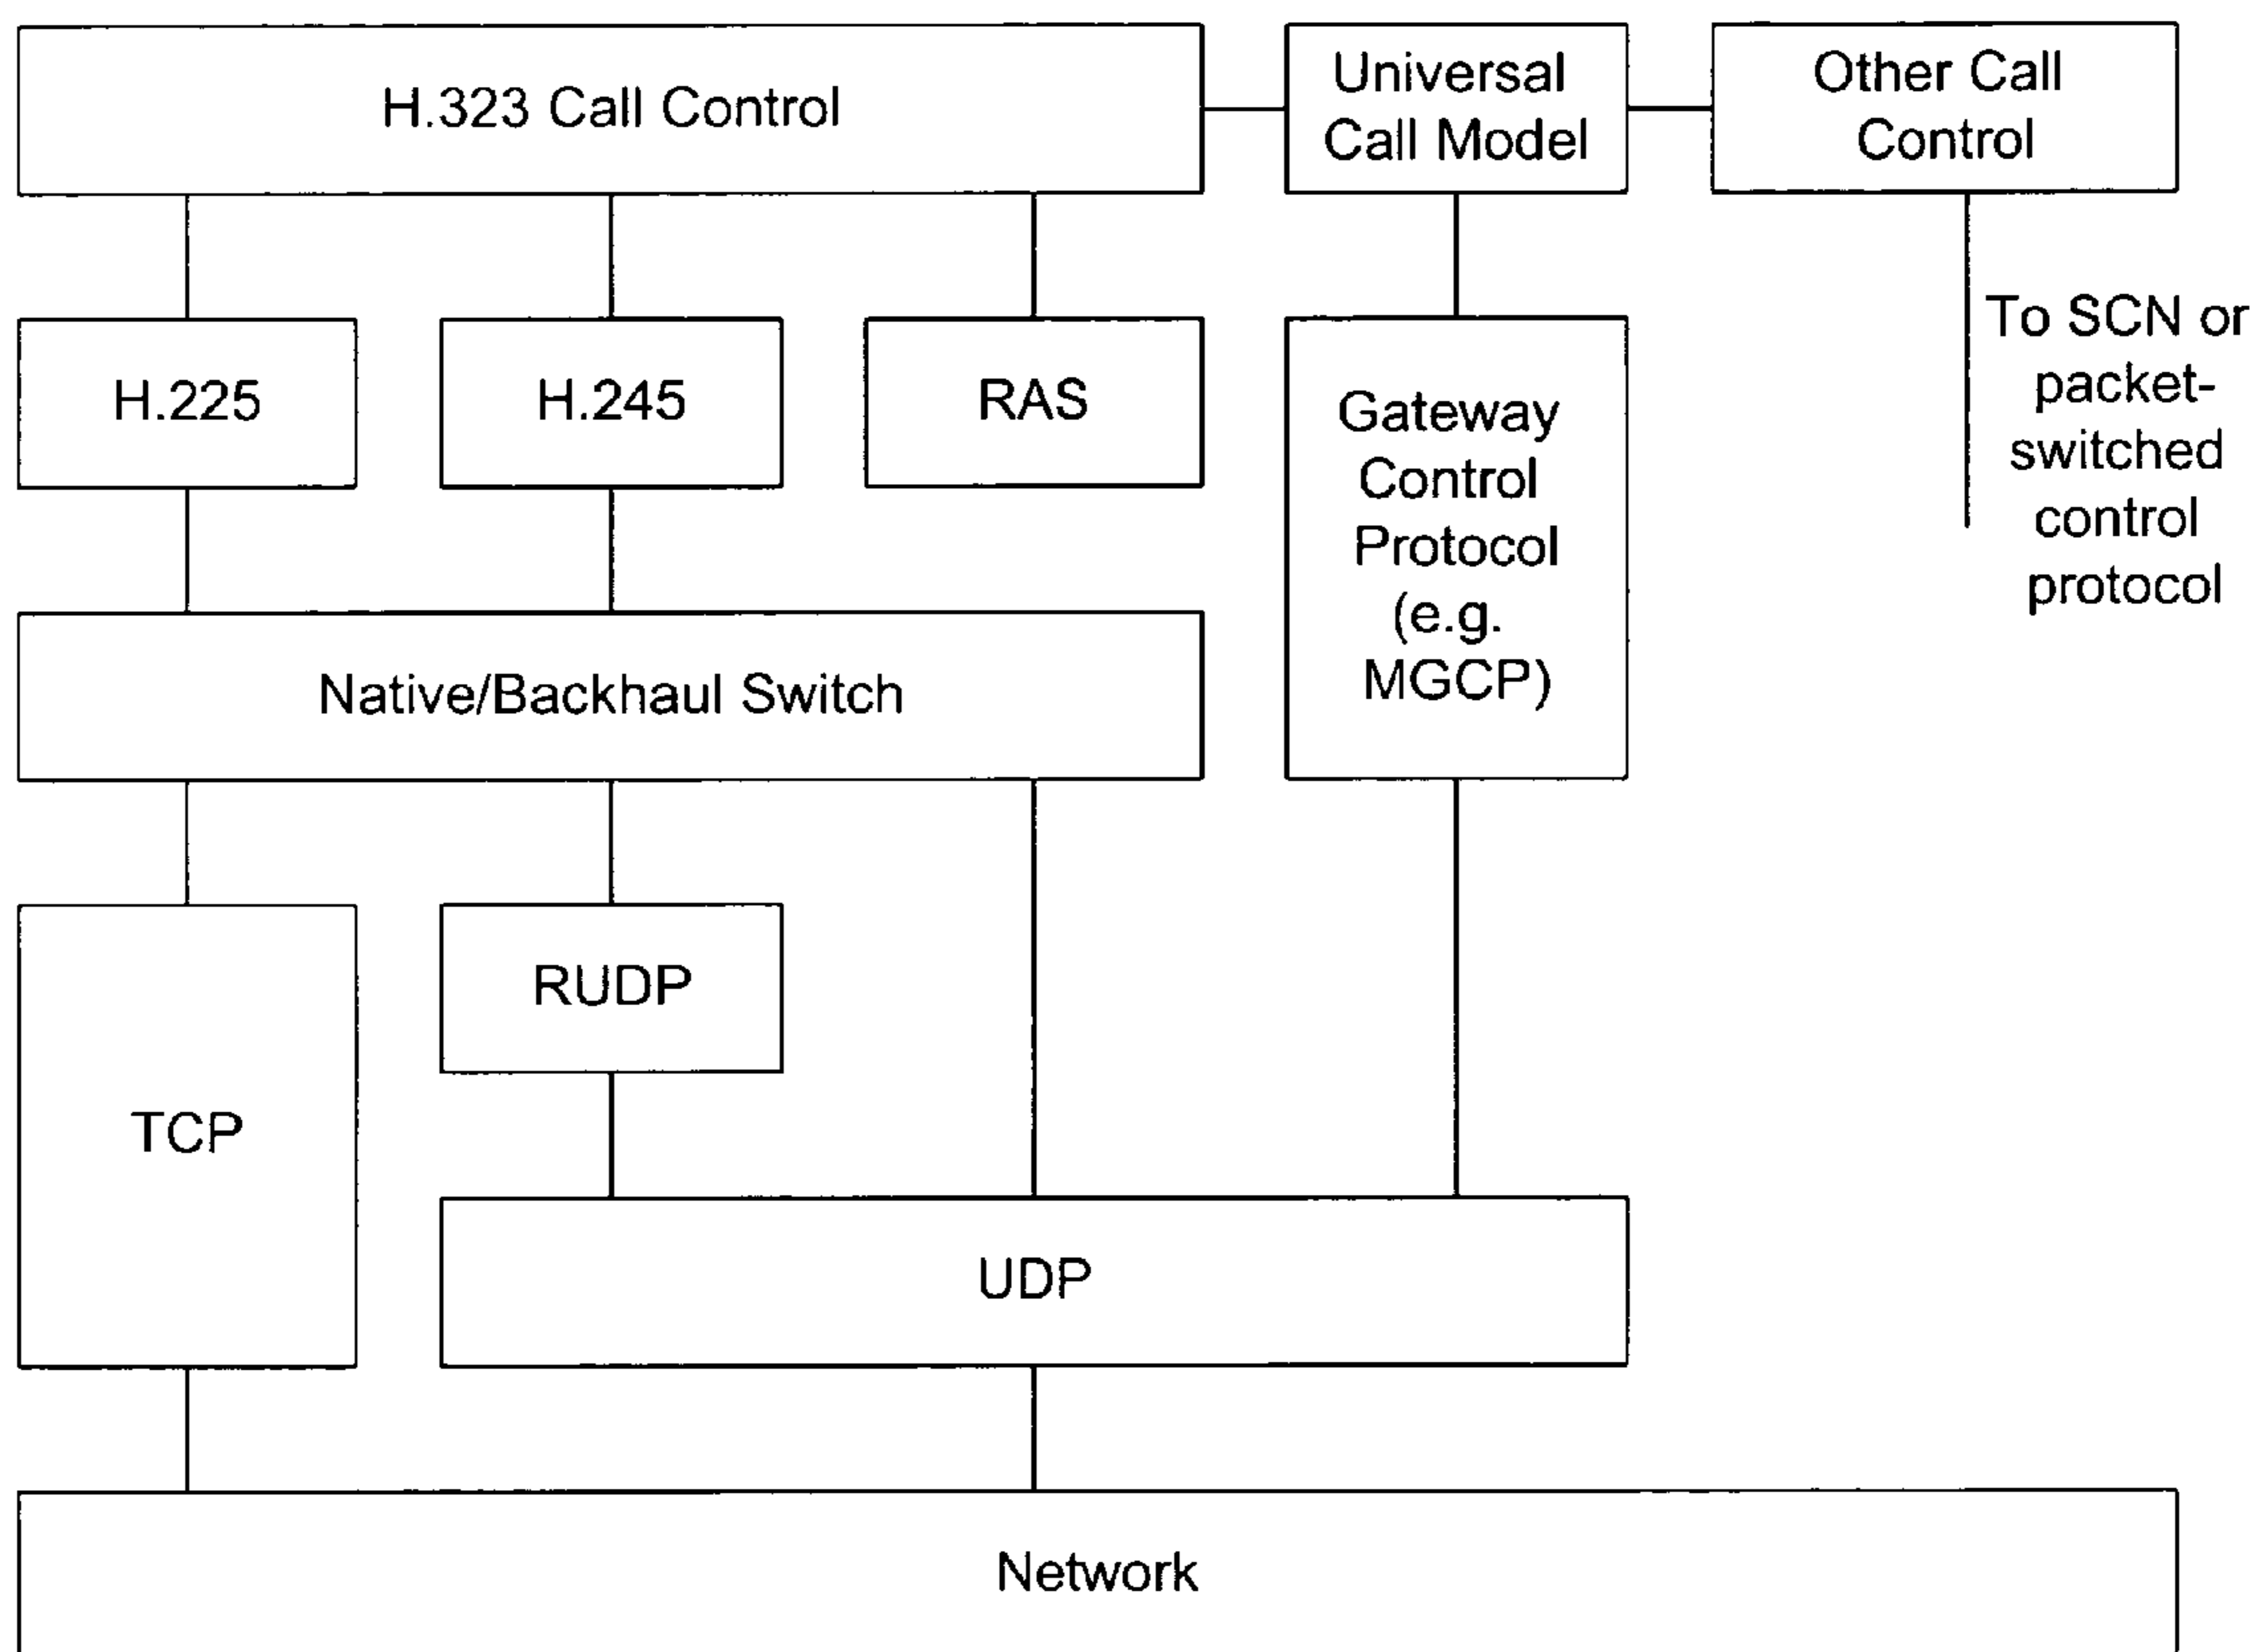 H.323 Call Control
Universal
Call Model
Other Call
Control
H.225
H.245
RAS
Gateway
Control
Protocol
(e.g.
MGCP)
To SCN or
packet-
switched
control
protocol
Native/Backhaul Switch
TCP
RUDP
UDP
Network